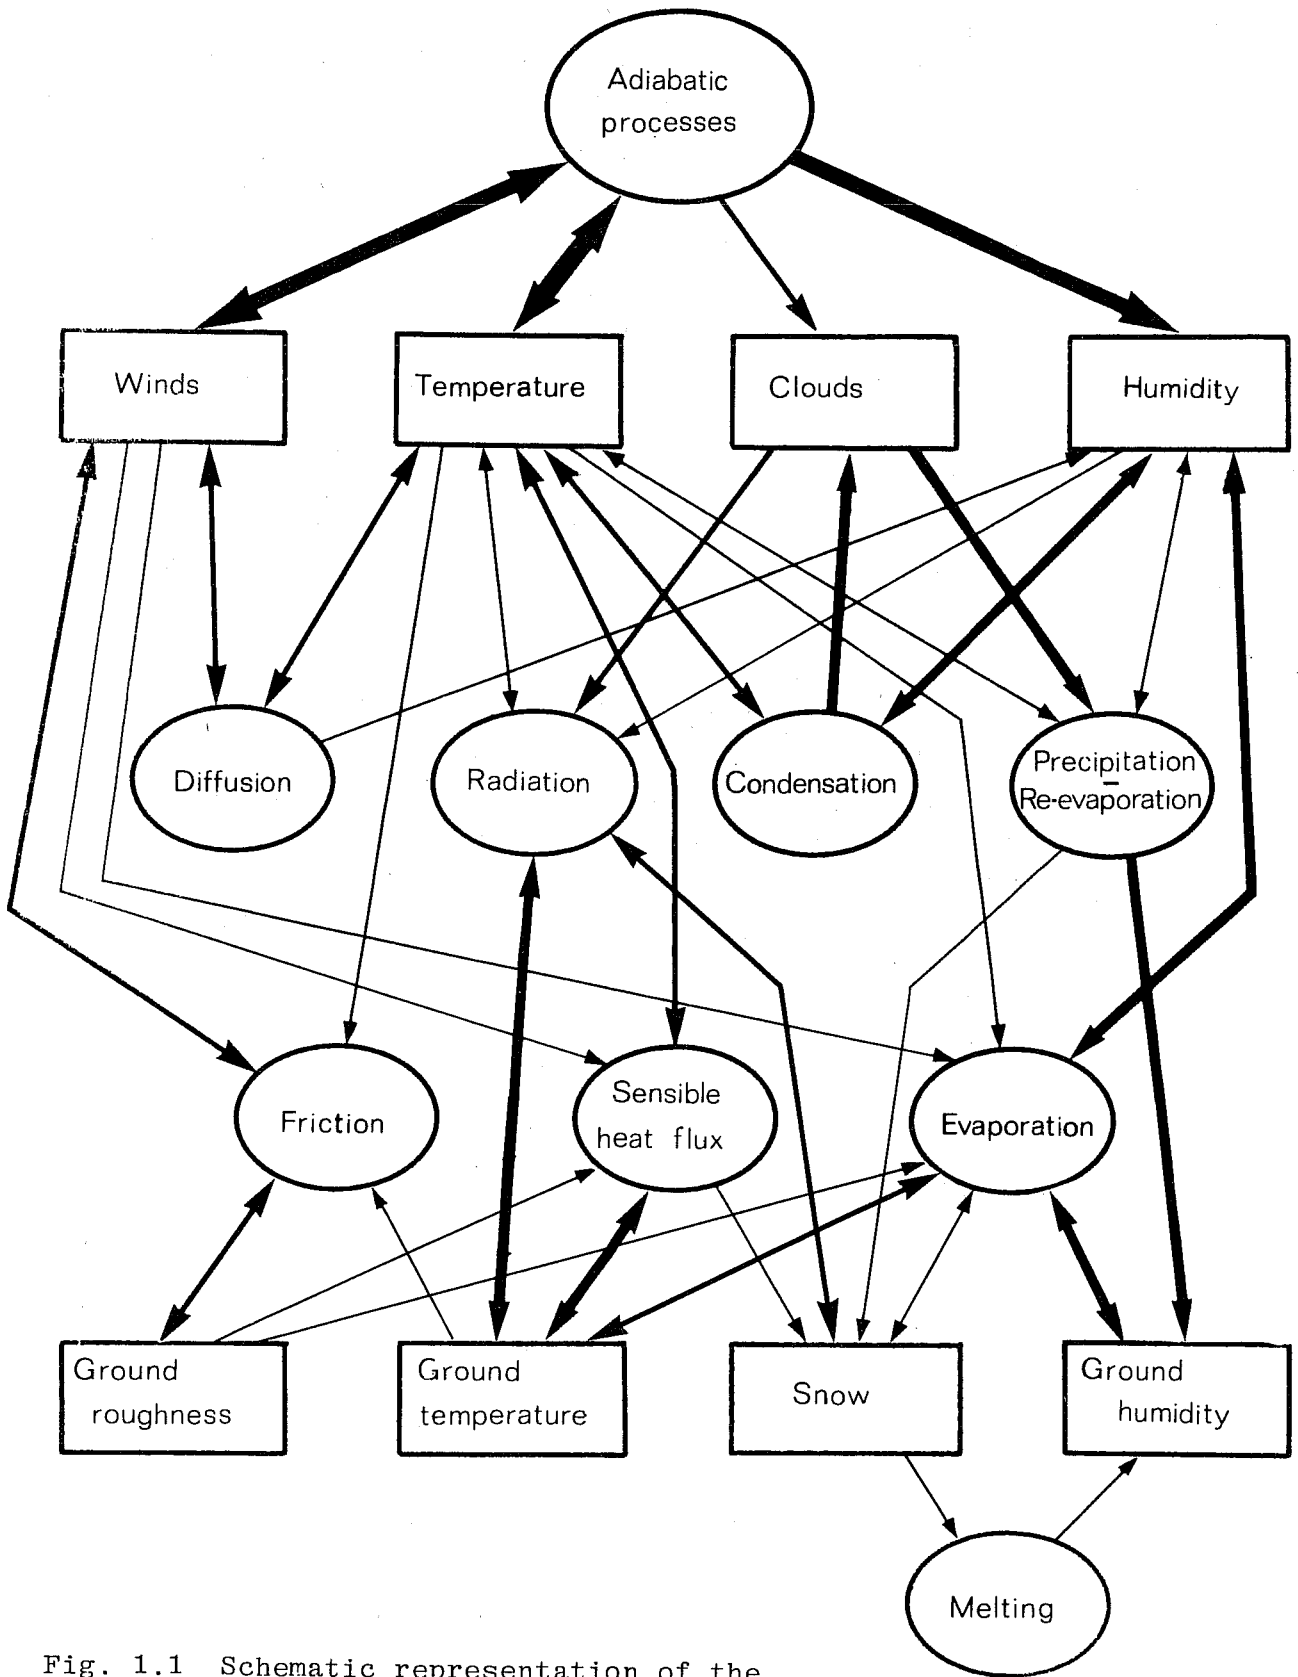 Adiabatic
processes
Winds
Temperature
Clouds
Humidity
Diffusion
Radiation
Condensation
Precipitation
–
Re-evaporation
Friction
Sensible
heat flux
Evaporation
Ground
roughness
Ground
temperature
Snow
Ground
humidity
Melting
Fig. 1.1 Schematic representation of the